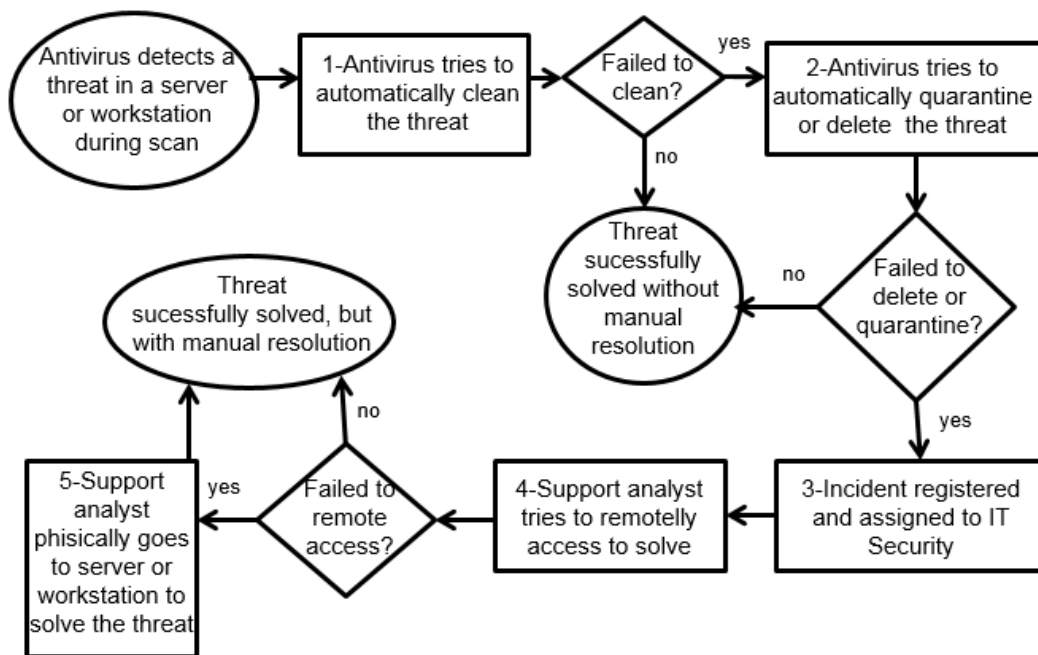 Antivirus detects a
threat in a server
or workstation
during scan
1-Antivirus tries to
automatically clean
the threat
Failed to
clean?
yes
no
2-Antivirus tries to
automatically quarantine
or delete the threat
Threat
sucessfully
solved without
manual
resolution
no
Failed to
delete or
quarantine?
yes
3-Incident registered
and assigned to IT
Security
4-Support analyst
tries to remotelly
access to solve
Failed to
remote
access?
no
yes
5-Support
analyst
phisically goes
to server or
workstation to
solve the threat
Threat
sucessfully solved, but
with manual resolution